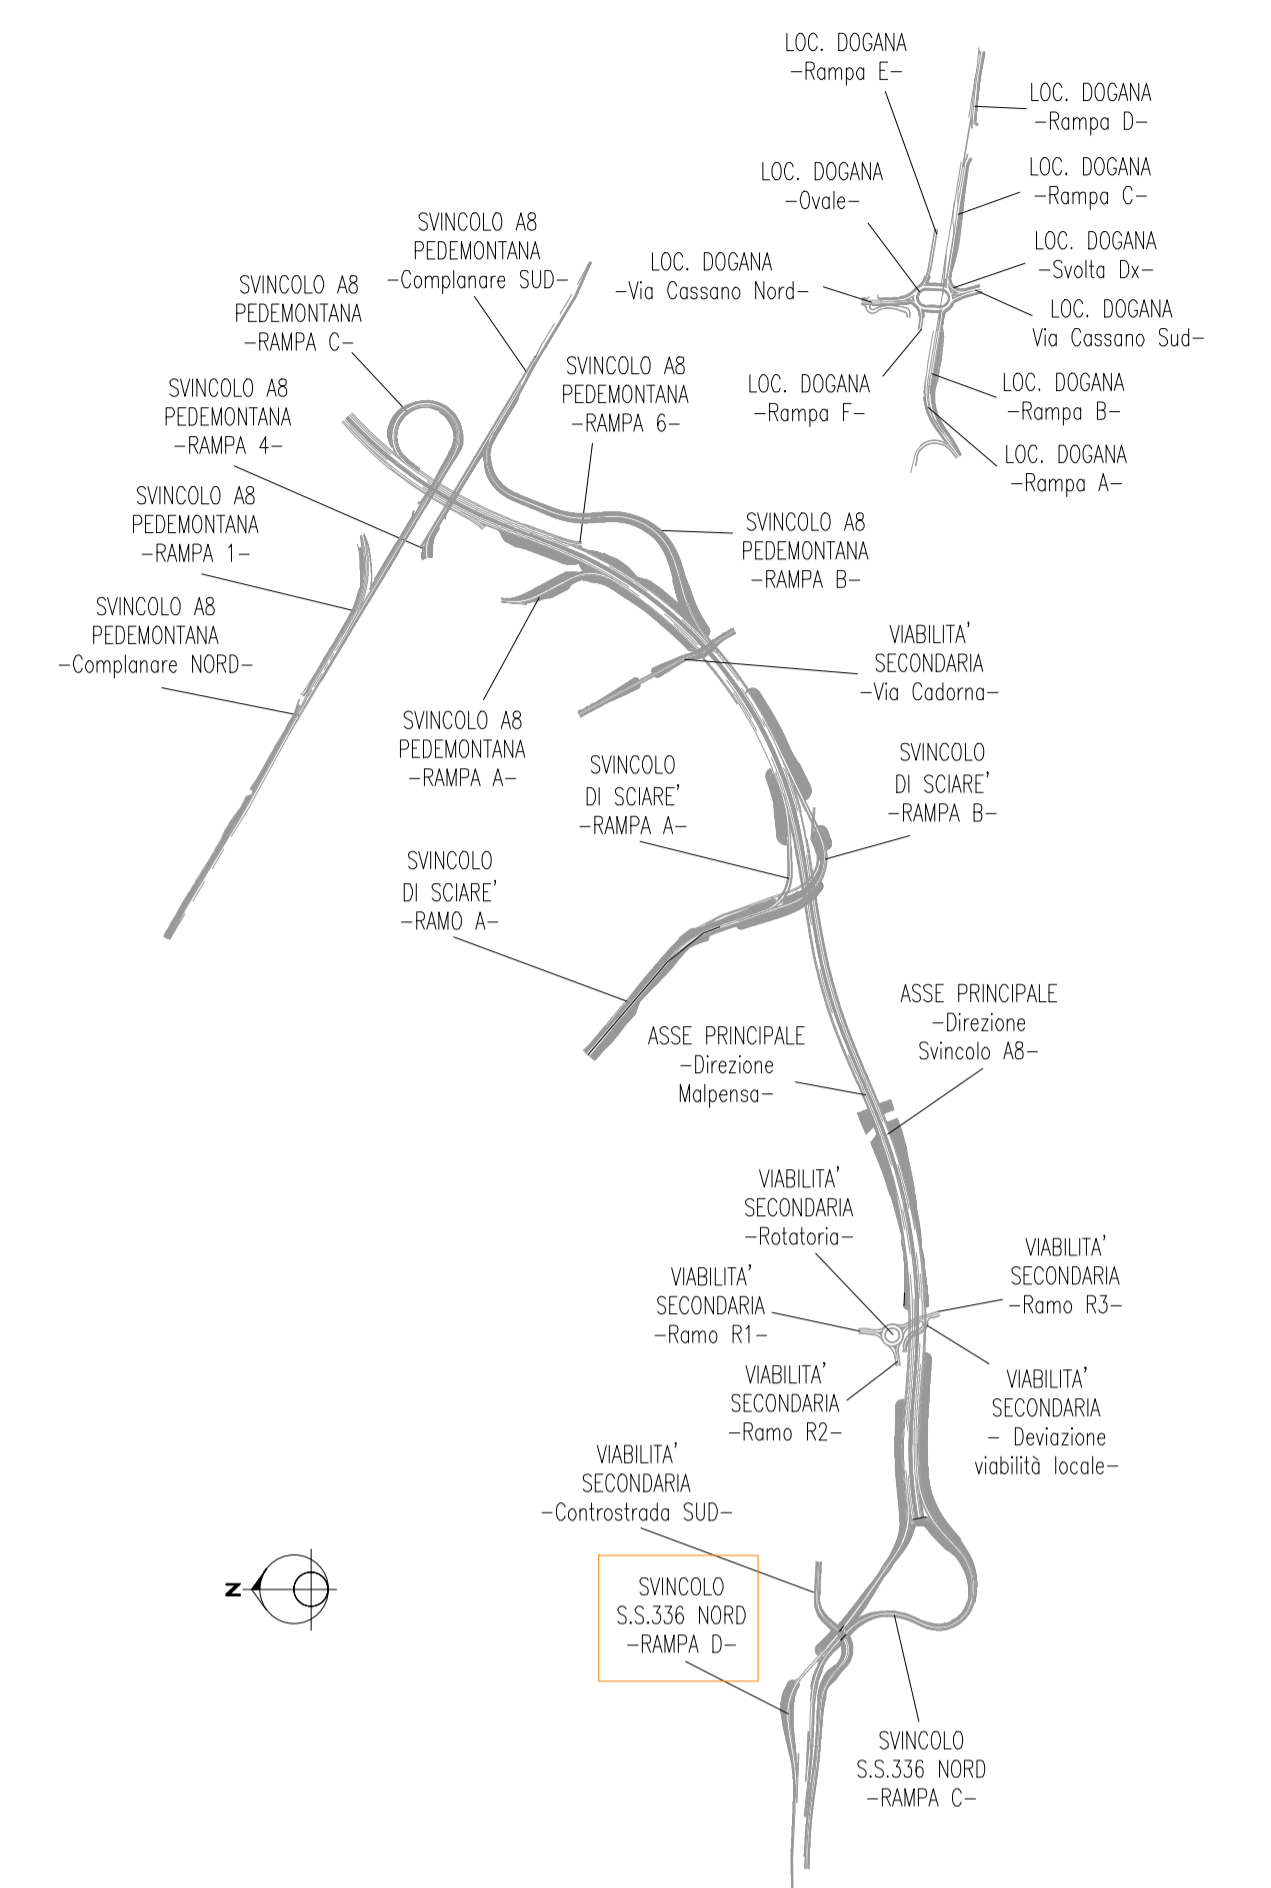 LOC. DOGANA
-Rampa E-
LOC. DOGANA
-Rampa D-
LOC. DOGANA
-Ovale-
LOC. DOGANA
-Rampa C-
SVINCOLO A8
PEDEMONTANA
-Complanare SUD-
LOC. DOGANA
-Svolta Dx-
LOC. DOGANA
-Via Cassano Nord-
SVINCOLO A8
PEDEMONTANA
-RAMPA C-
LOC. DOGANA
Via Cassano Sud-
SVINCOLO A8
PEDEMONTANA
-RAMPA 6-
LOC. DOGANA
-Rampa F-
LOC. DOGANA
-Rampa B-
SVINCOLO A8
PEDEMONTANA
-RAMPA 4-
LOC. DOGANA
-Rampa A-
SVINCOLO A8
PEDEMONTANA
-RAMPA 1-
SVINCOLO A8
PEDEMONTANA
-RAMPA B-
SVINCOLO A8
PEDEMONTANA
-Complanare NORD-
VIABILITA'
SECONDARIA
-Via Cadorna-
SVINCOLO A8
PEDEMONTANA
-RAMPA A-
SVINCOLO
DI SCIARE'
-RAMPA A-
SVINCOLO
DI SCIARE'
-RAMPA B-
SVINCOLO
DI SCIARE'
-RAMO A-
ASSE PRINCIPALE
-Direzione
Svincolo A8-
ASSE PRINCIPALE
-Direzione
Malpensa-
VIABILITA'
SECONDARIA
-Rotatoria-
VIABILITA'
SECONDARIA
-Ramo R3-
VIABILITA'
SECONDARIA
-Ramo R1-
VIABILITA'
SECONDARIA
-Ramo R2-
VIABILITA'
SECONDARIA
- Deviazione
viabilità locale-
VIABILITA'
SECONDARIA
-Controstrada SUD-
N
SVINCOLO
S.S.336 NORD
-RAMPA D-
SVINCOLO
S.S.336 NORD
-RAMPA C-